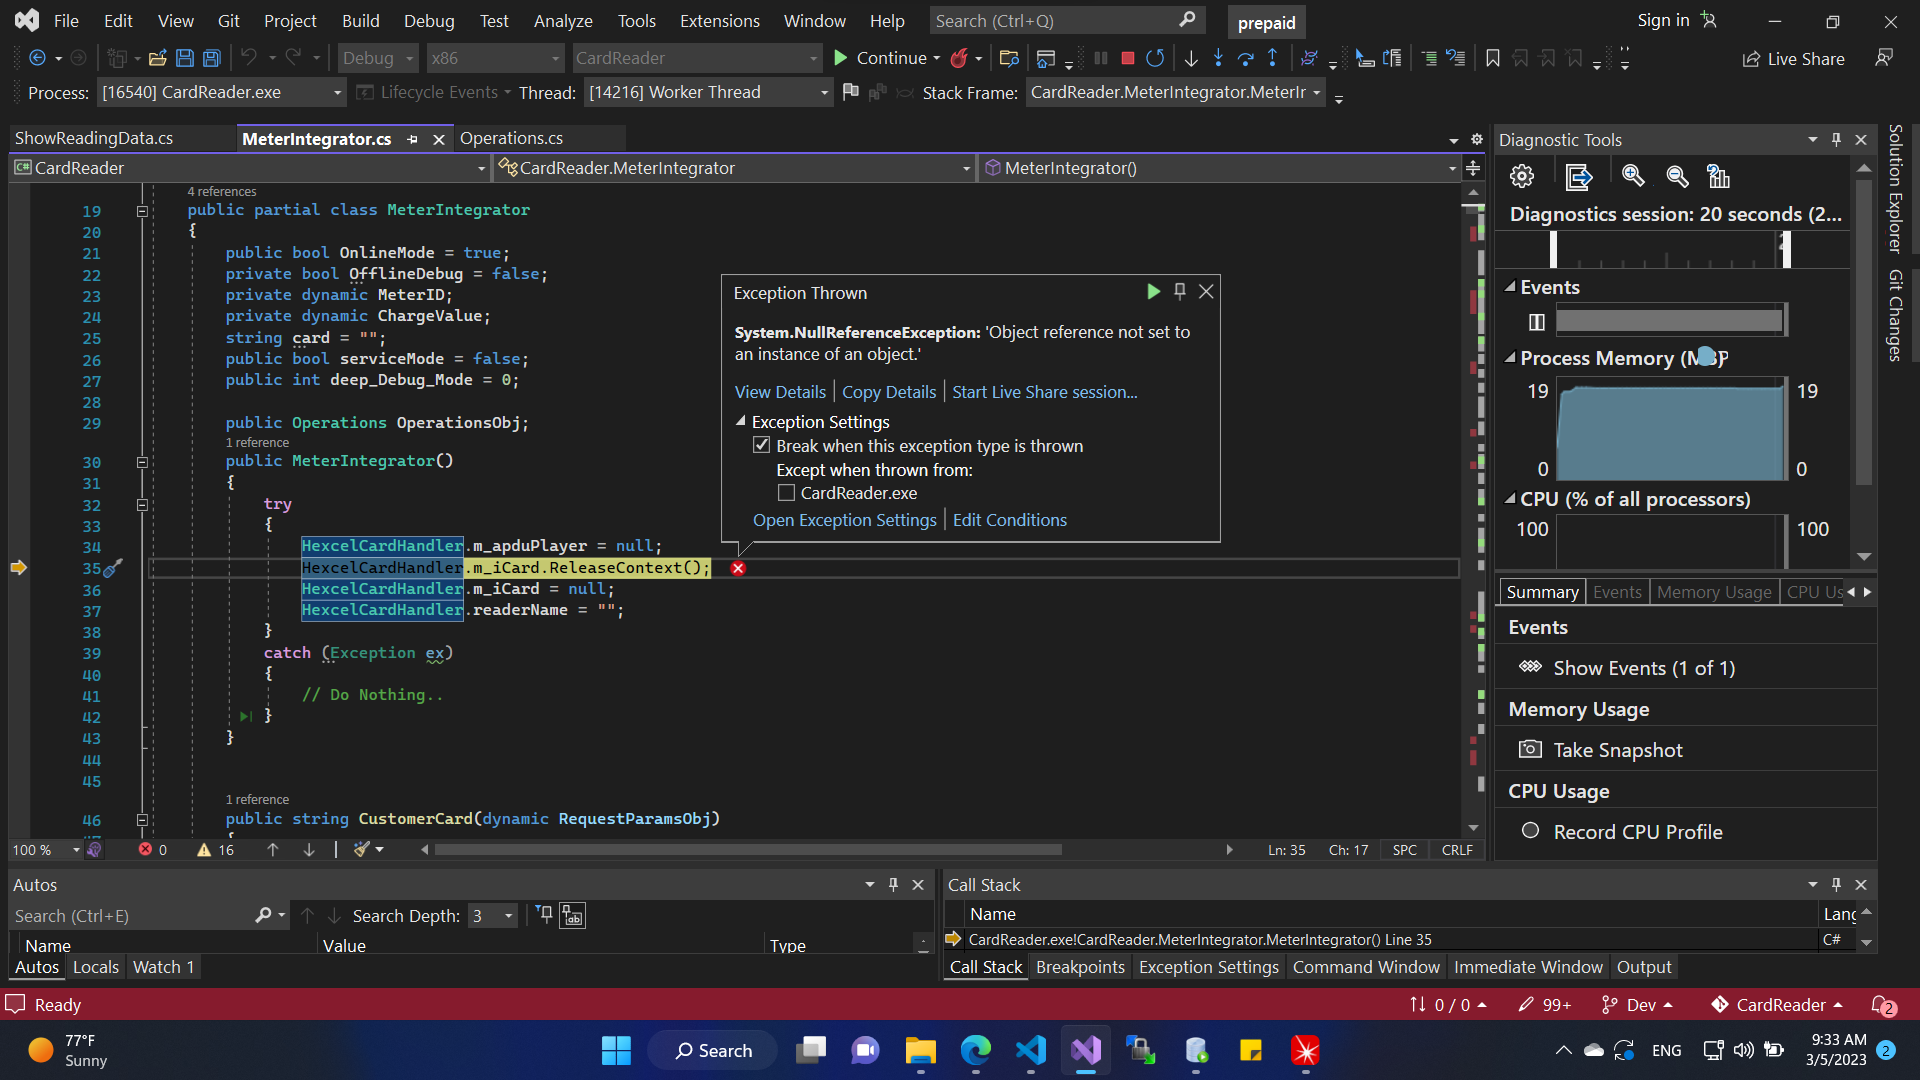 File Edit View Git Project Build Debug Test Analyze Tools Extensions Window Help Search (Ctrl+Q) prepaid Sign in
Debug x86 CardReader Continue Live Share
Process: [16540] CardReader.exe Lifecycle Events Thread: [14216] Worker Thread Stack Frame: CardReader.MeterIntegrator.MeterIr
ShowReadingData.cs MeterIntegrator.cs Operations.cs
CardReader CardReader.MeterIntegrator MeterIntegrator()
4 references
19 public partial class MeterIntegrator
20 {
21 public bool OnlineMode = true;
22 private bool OfflineDebug = false;
23 private dynamic MeterID;
24 private dynamic ChargeValue;
25 string card = "";
26 public bool serviceMode = false;
27 public int deep_Debug_Mode = 0;
28
29 public Operations OperationsObj;
1 reference
30 public MeterIntegrator()
31 {
32 try
33 {
34 HexcelCardHandler.m_apduPlayer = null;
35 HexcelCardHandler.m_iCard.ReleaseContext();
36 HexcelCardHandler.m_iCard = null;
37 HexcelCardHandler.readerName = "";
38 }
39 catch (Exception ex)
40 {
41 // Do Nothing..
42 }
43 }
44
45
1 reference
46 public string CustomerCard(dynamic RequestParamsObj)
Exception Thrown
System.NullReferenceException: 'Object reference not set to
an instance of an object.'
View Details Copy Details Start Live Share session...
Exception Settings
Break when this exception type is thrown
Except when thrown from:
CardReader.exe
Open Exception Settings Edit Conditions
100 % 0 16 Ln: 35 Ch: 17 SPC CRLF
Diagnostic Tools
Diagnostics session: 20 seconds (2...
Events
Process Memory (MB)
19 19
0 0
CPU (% of all processors)
100 100
Summary Events Memory Usage CPU Us
Events
Show Events (1 of 1)
Memory Usage
Take Snapshot
CPU Usage
Record CPU Profile
Solution Explorer
Git Changes
Autos
Search (Ctrl+E) Search Depth: 3
Name Value Type
Autos Locals Watch 1
Call Stack
Name Lang
CardReader.exe!CardReader.MeterIntegrator.MeterIntegrator() Line 35 C#
Call Stack Breakpoints Exception Settings Command Window Immediate Window Output
Ready 0 / 0 99+ Dev CardReader 2
77°F
Sunny
Search
ENG
9:33 AM
3/5/2023
2